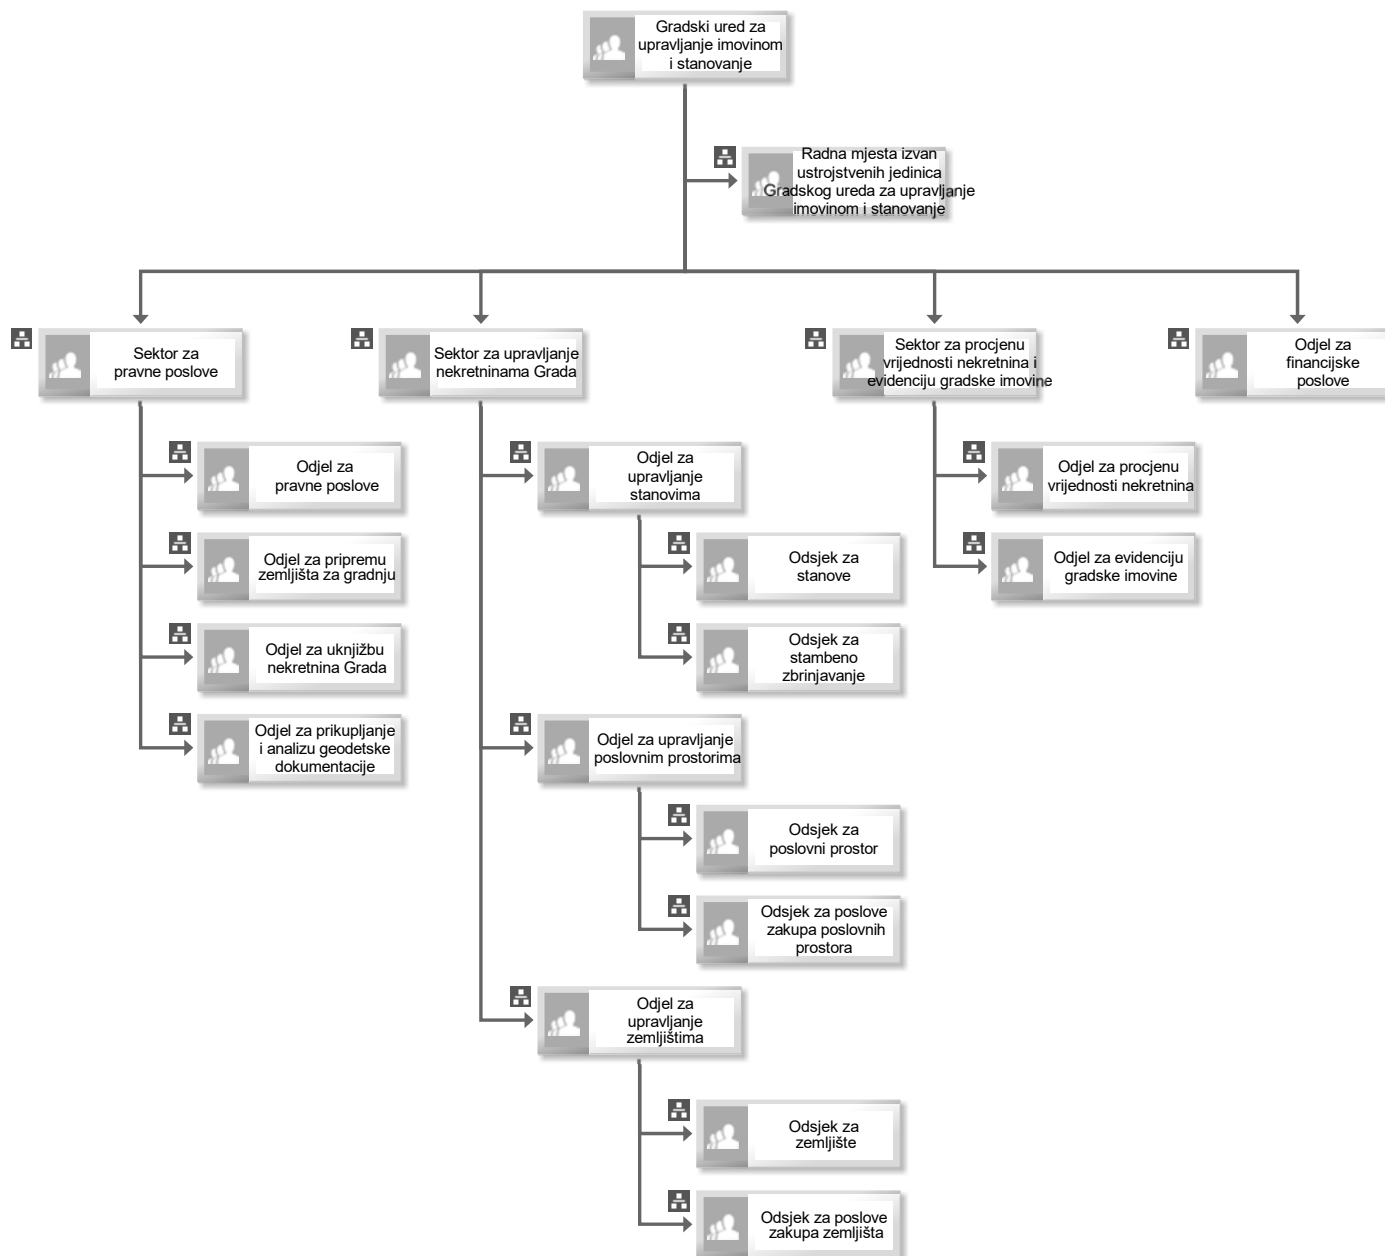 Gradski ured za
upravljanje imovinom
i stanovanje
Radna mjesta izvan
ustrojstvenih jedinica
Gradskog ureda za upravljanje
imovinom i stanovanje
Sektor za
pravne poslove
Sektor za upravljanje
nekretninama Grada
Sektor za procjenu
vrijednosti nekretnina i
evidenciju gradske imovine
Odjel za
financijske
poslove
Odjel za
pravne poslove
Odjel za pripremu
zemljišta za gradnju
Odjel za uknjižbu
nekretnina Grada
Odjel za prikupljanje
i analizu geodetske
dokumentacije
Odjel za
upravljanje
stanovima
Odsjek za
stanove
Odsjek za
stambeno
zbrinjavanje
Odjel za upravljanje
poslovnim prostorima
Odsjek za
poslovni prostor
Odsjek za poslove
zakupa poslovnih
prostora
Odjel za
upravljanje
zemljištima
Odsjek za
zemljište
Odsjek za poslove
zakupa zemljišta
Odjel za procjenu
vrijednosti nekretnina
Odjel za evidenciju
gradske imovine